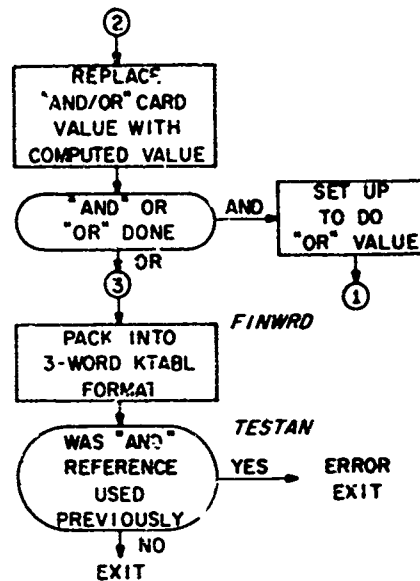 2
REPLACE
"AND/OR" CARD
VALUE WITH
COMPUTED VALUE
"AND" OR
"OR" DONE
AND
SET UP
TO DO
"OR" VALUE
1
OR
3
FINWRD
PACK INTO
3-WORD KTABL
FORMAT
TESTAN
WAS "AND"
REFERENCE
USED
PREVIOUSLY
YES
ERROR
EXIT
NO
EXIT